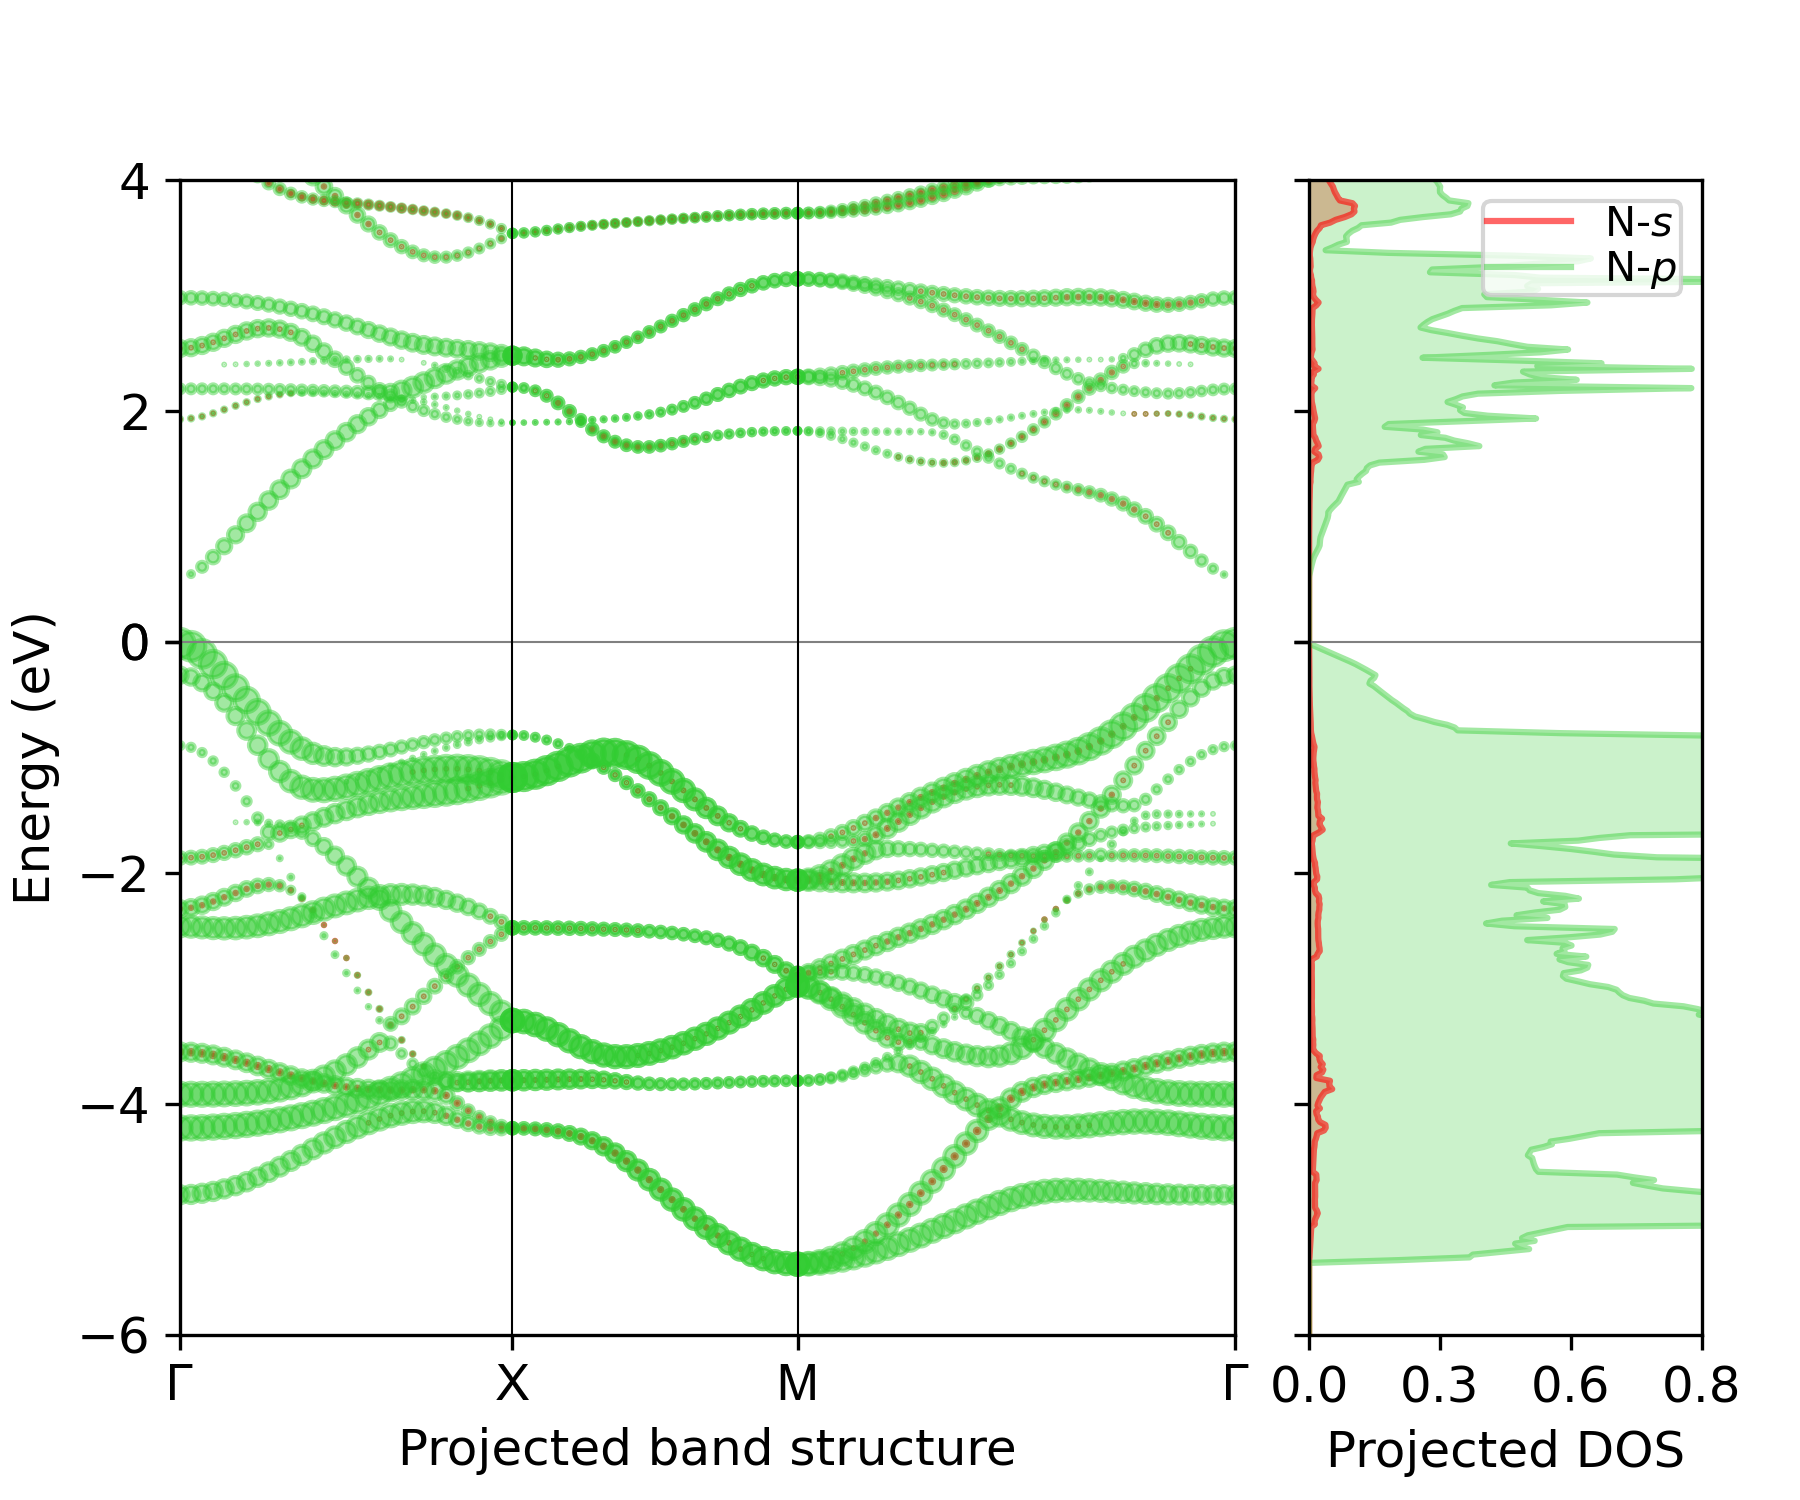 4
2
0
−2
−4
−6
Energy (eV)
Γ
X
M
Γ
Projected band structure
N-s
N-p
0.0
0.3
0.6
0.8
Projected DOS